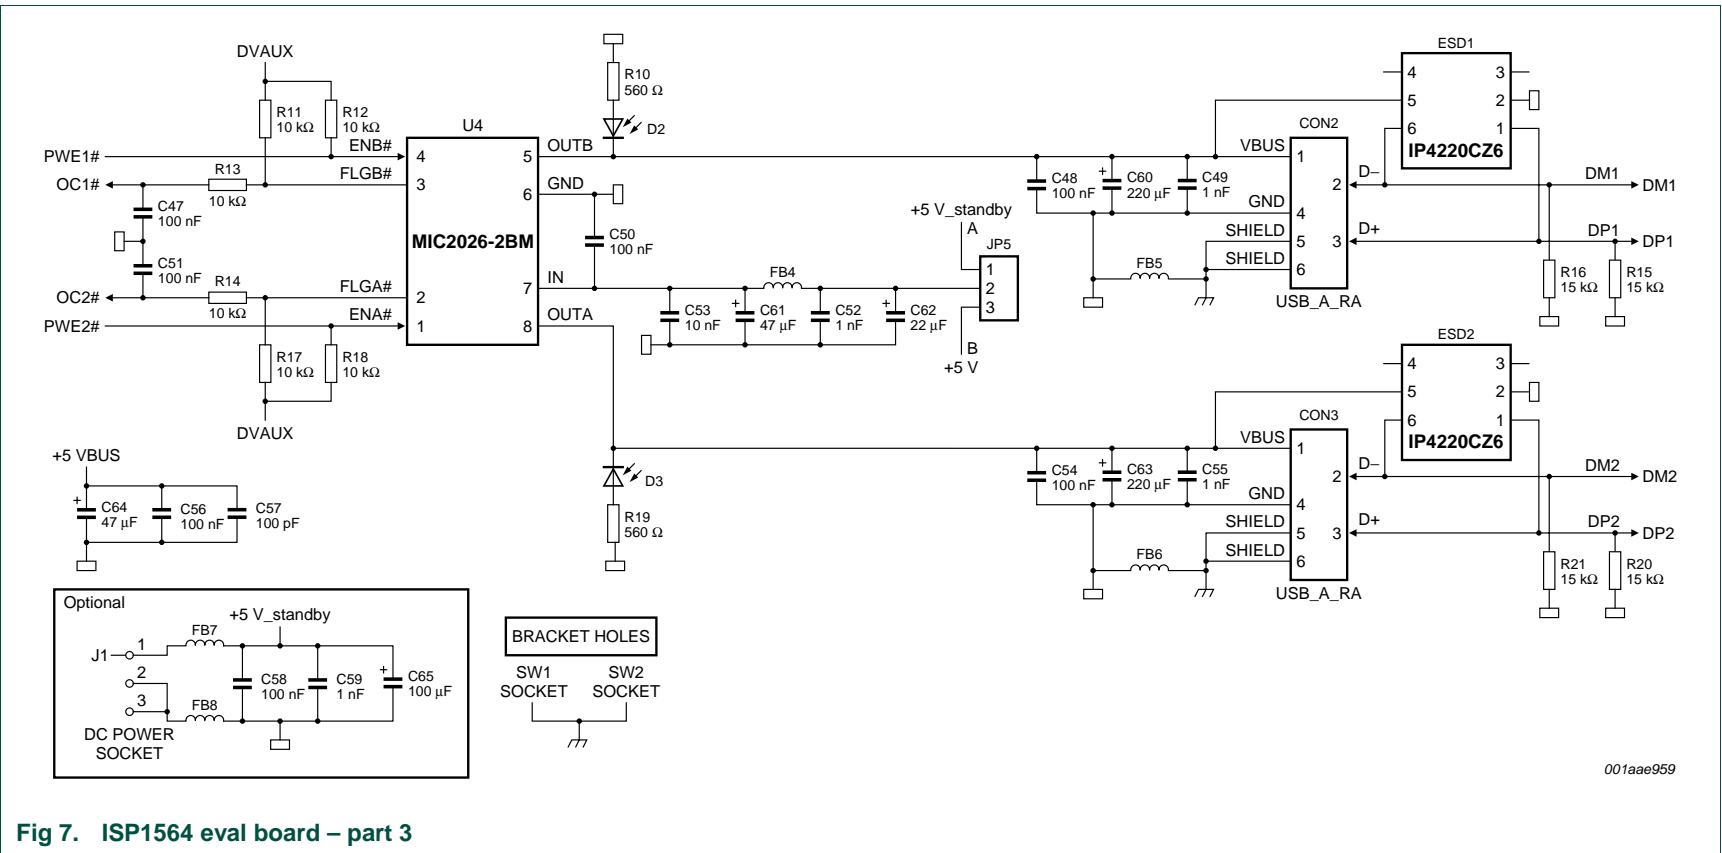 DVAUX
R11
10 kΩ
R12
10 kΩ
PWE1#
ENB#
OC1#
R13
10 kΩ
FLGB#
C47
100 nF
C51
100 nF
OC2#
R14
10 kΩ
FLGA#
PWE2#
ENA#
R17
10 kΩ
R18
10 kΩ
DVAUX
U4
MIC2026-2BM
4
3
2
1
5
6
7
8
OUTB
GND
IN
OUTA
R10
560 Ω
D2
C50
100 nF
C53
10 nF
+
C61
47 μF
FB4
C52
1 nF
+
C62
22 μF
+5 V_standby
A
JP5
1
2
3
B
+5 V
D3
R19
560 Ω
C48
100 nF
+
C60
220 μF
C49
1 nF
FB5
VBUS
GND
SHIELD
SHIELD
CON2
1
2
4
5
3
6
USB_A_RA
D−
D+
ESD1
4
3
5
2
6
1
IP4220CZ6
DM1
DM1
DP1
DP1
R16
15 kΩ
R15
15 kΩ
C54
100 nF
+
C63
220 μF
C55
1 nF
FB6
VBUS
GND
SHIELD
SHIELD
CON3
1
2
4
5
3
6
USB_A_RA
D−
D+
ESD2
4
3
5
2
6
1
IP4220CZ6
DM2
DM2
DP2
DP2
R21
15 kΩ
R20
15 kΩ
+5 VBUS
+
C64
47 μF
C56
100 nF
C57
100 pF
Optional
+5 V_standby
J1
1
2
3
FB7
FB8
C58
100 nF
C59
1 nF
+
C65
100 μF
DC POWER
SOCKET
BRACKET HOLES
SW1
SOCKET
SW2
SOCKET
001aae959
Fig 7. ISP1564 eval board – part 3